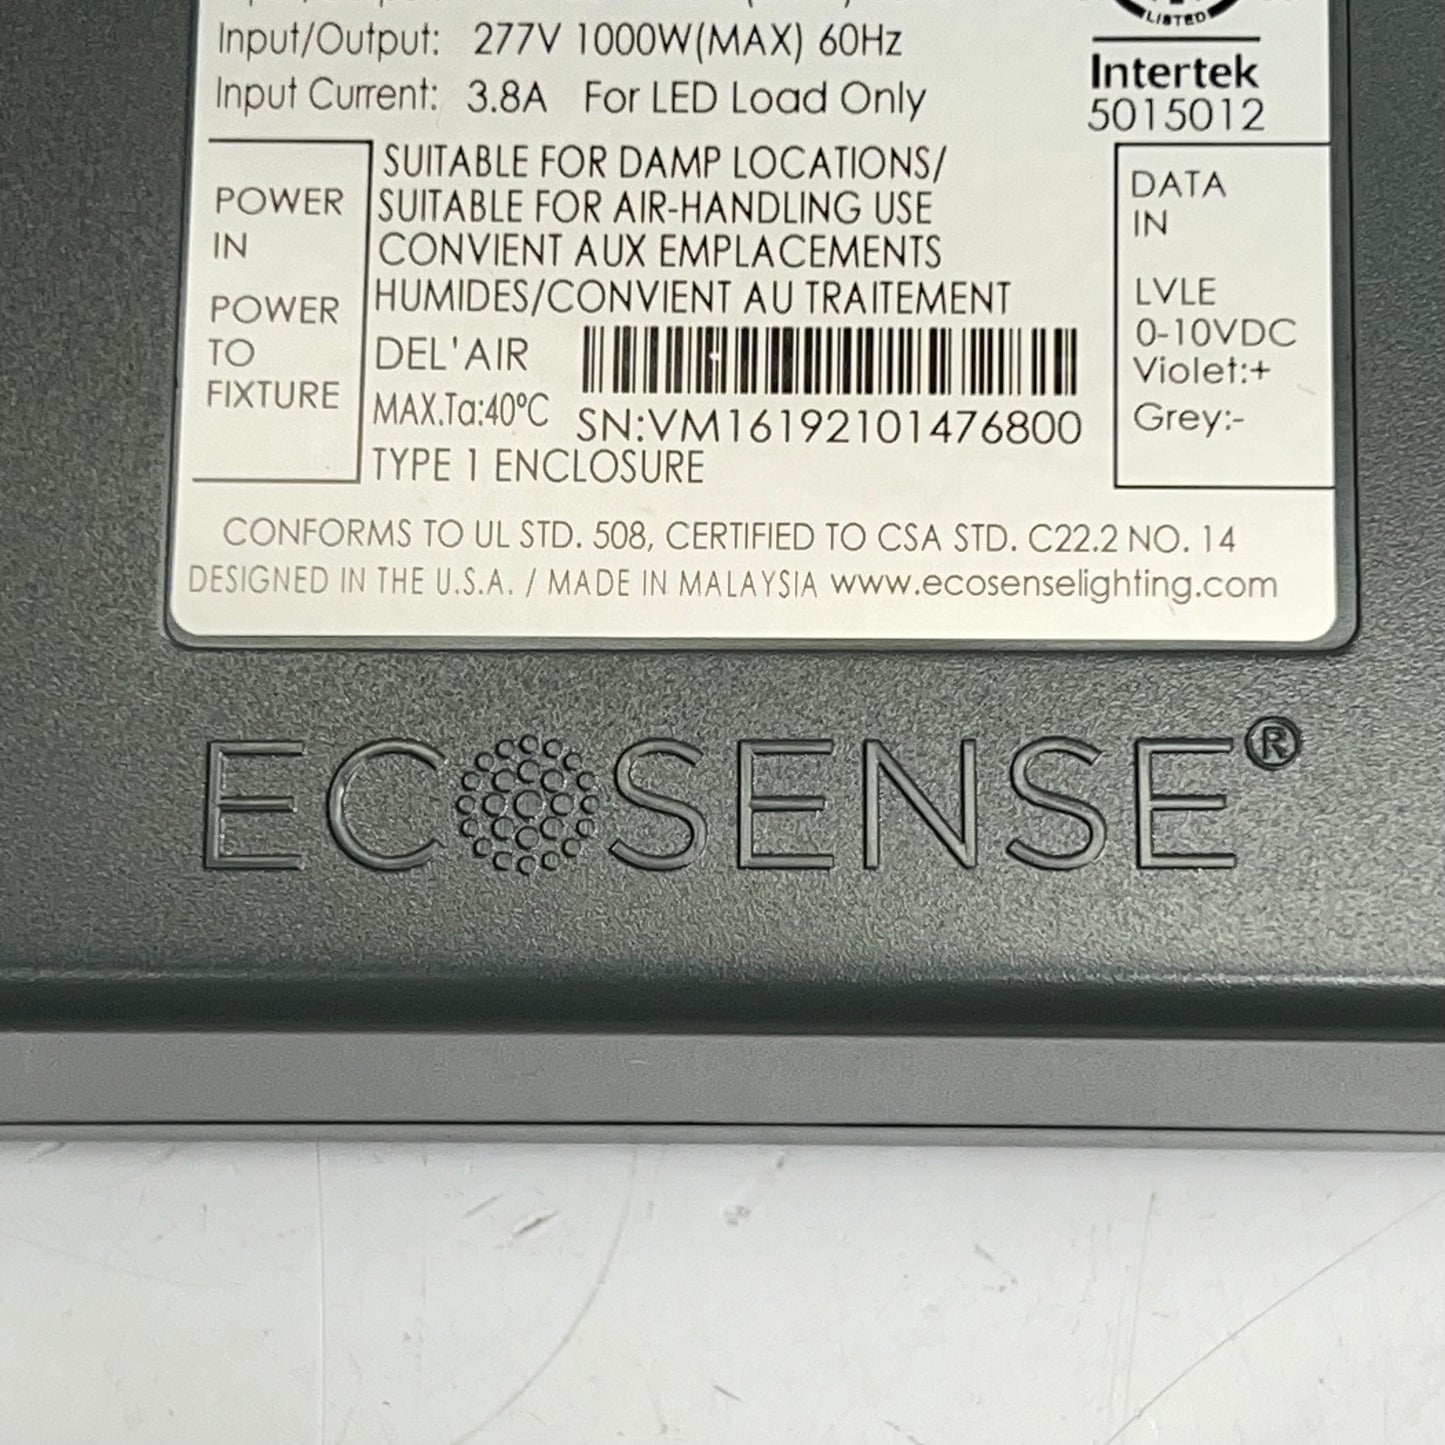 LISTED
Input/Output: 277V 1000W(MAX) 60Hz
Input Current: 3.8A For LED Load Only
Intertek
5015012
POWER
IN
POWER
TO
FIXTURE
SUITABLE FOR DAMP LOCATIONS/
SUITABLE FOR AIR-HANDLING USE
CONVIENT AUX EMPLACEMENTS
HUMIDES/CONVIENT AU TRAITEMENT
DEL'AIR
MAX.Ta:40°C
SN:VM16192101476800
TYPE 1 ENCLOSURE
DATA
IN
LVLE
0-10VDC
Violet:+
Grey:-
CONFORMS TO UL STD. 508, CERTIFIED TO CSA STD. C22.2 NO. 14
DESIGNED IN THE U.S.A. / MADE IN MALAYSIA www.ecosenselighting.com
ECOSENSE®